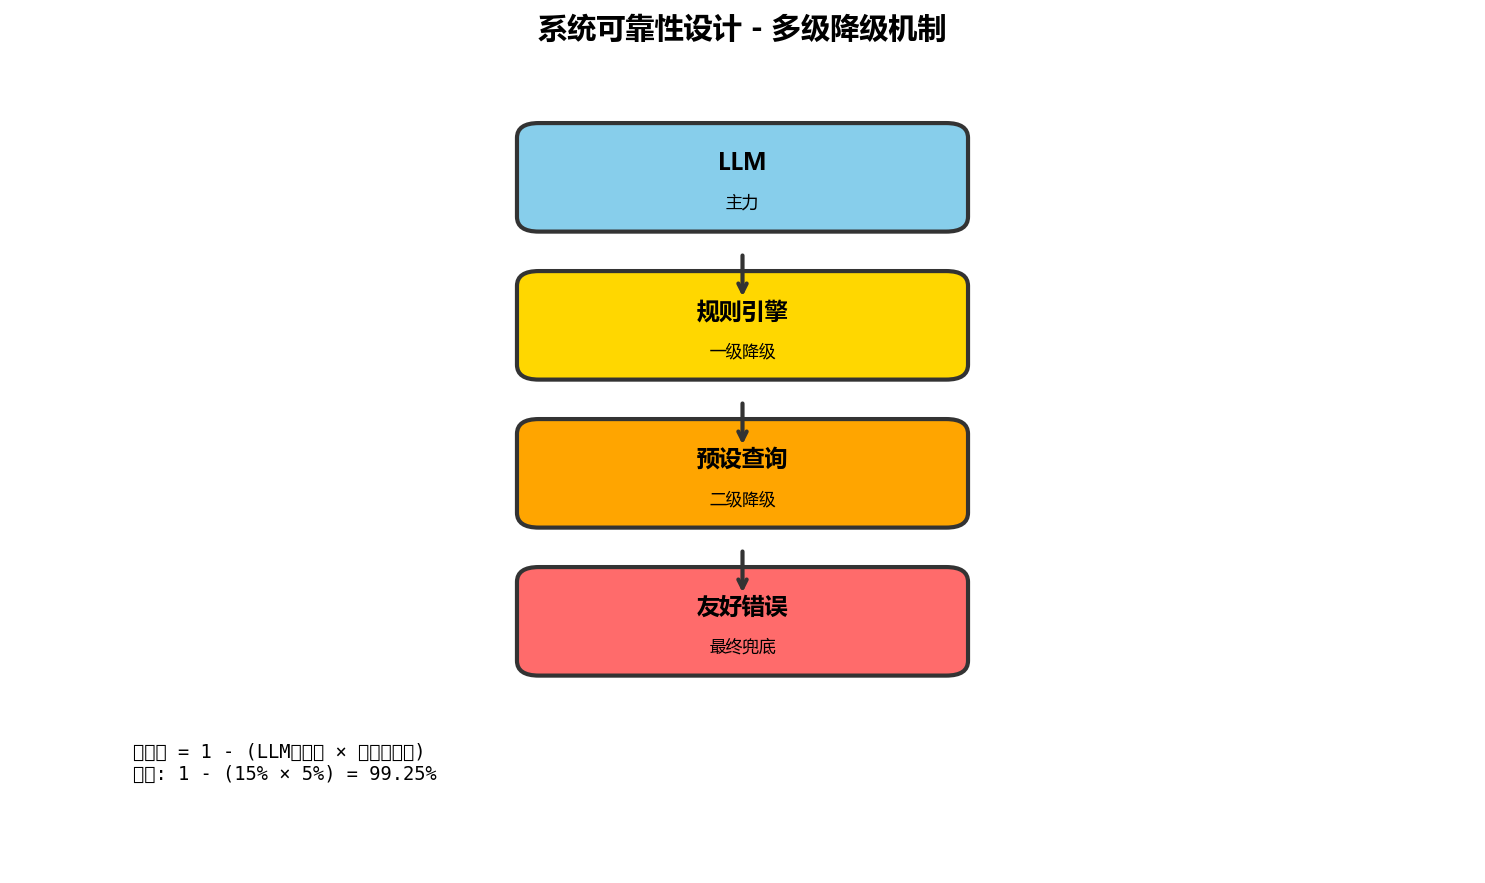 系统可靠性设计 - 多级降级机制
LLM
主力
规则引擎
一级降级
预设查询
二级降级
友好错误
最终兜底
= 1 - (LLM × )
: 1 - (15% × 5%) = 99.25%